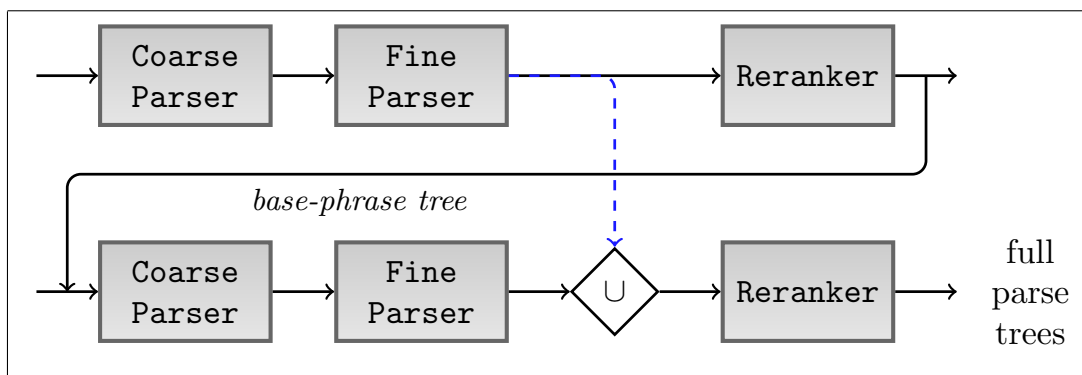 Coarse
Parser
Fine
Parser
Reranker
base-phrase tree
Coarse
Parser
Fine
Parser
∪
Reranker
full
parse
trees